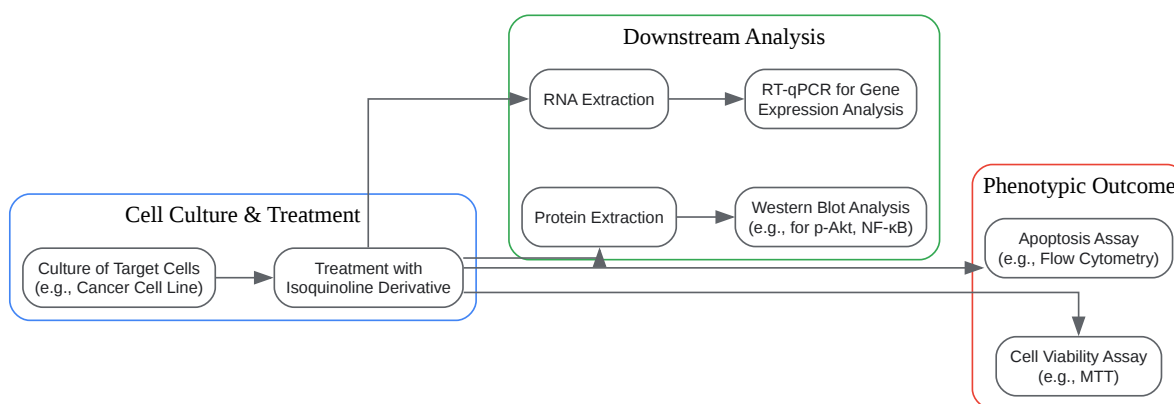 Downstream Analysis
RNA Extraction
RT-qPCR for Gene
Expression Analysis
Protein Extraction
Western Blot Analysis
(e.g., for p-Akt, NF-κB)
Cell Culture & Treatment
Culture of Target Cells
(e.g., Cancer Cell Line)
Treatment with
Isoquinoline Derivative
Phenotypic Outcome
Apoptosis Assay
(e.g., Flow Cytometry)
Cell Viability Assay
(e.g., MTT)